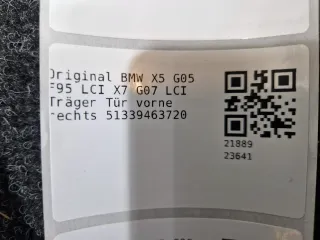 Original BMW X5 G05
F95 LCI X7 G07 LCI
Träger Tür vorne
rechts 51339463720
21889
23641